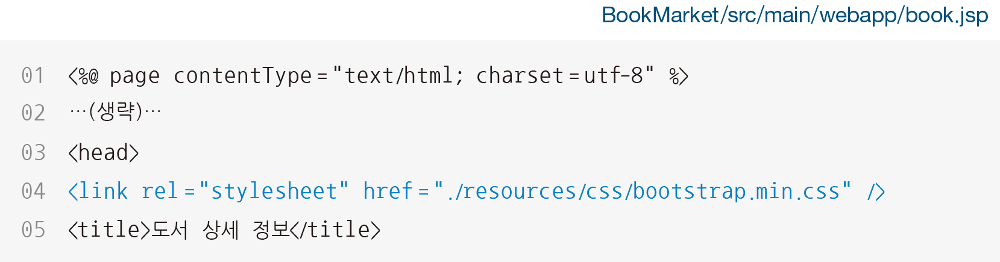 BookMarket/src/main/webapp/book.jsp
01 <%@ page contentType="text/html; charset=utf-8" %>
02 …(생략)…
03 <head>
04 <link rel="stylesheet" href="./resources/css/bootstrap.min.css" />
05 <title>도서 상세 정보</title>